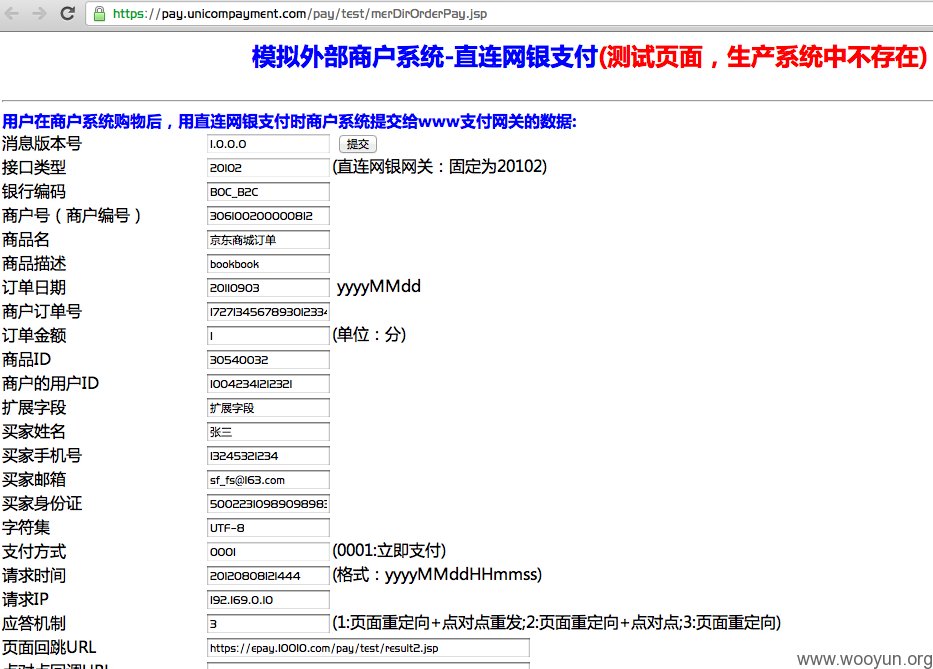 https://pay.unicompayment.com/pay/test/merDirOrderPay.jsp
模拟外部商户系统-直连网银支付(测试页面，生产系统中不存在)
用户在商户系统购物后，用直连网银支付时商户系统提交给www支付网关的数据:
消息版本号 1.0.0.0 提交
接口类型 20102 (直连网银网关：固定为20102)
银行编码 BOC_B2C
商户号（商户编号） 306100200000812
商品名 京东商城订单
商品描述 bookbook
订单日期 20110903 yyyyMMdd
商户订单号 172713456789301233
订单金额 1 (单位：分)
商品ID 30540032
商户的用户ID 10042341212321
扩展字段 扩展字段
买家姓名 张三
买家手机号 13245321234
买家邮箱 sf_fs@163.com
买家身份证 5002231098909898
字符集 UTF-8
支付方式 0001 (0001:立即支付)
请求时间 20120808121444 (格式：yyyyMMddHHmmss)
请求IP 192.169.0.10
应答机制 3 (1:页面重定向+点对点重发;2:页面重定向+点对点;3:页面重定向)
页面回跳URL https://epay.10010.com/pay/test/result2.jsp
点对点回调URL
www.wooyun.org